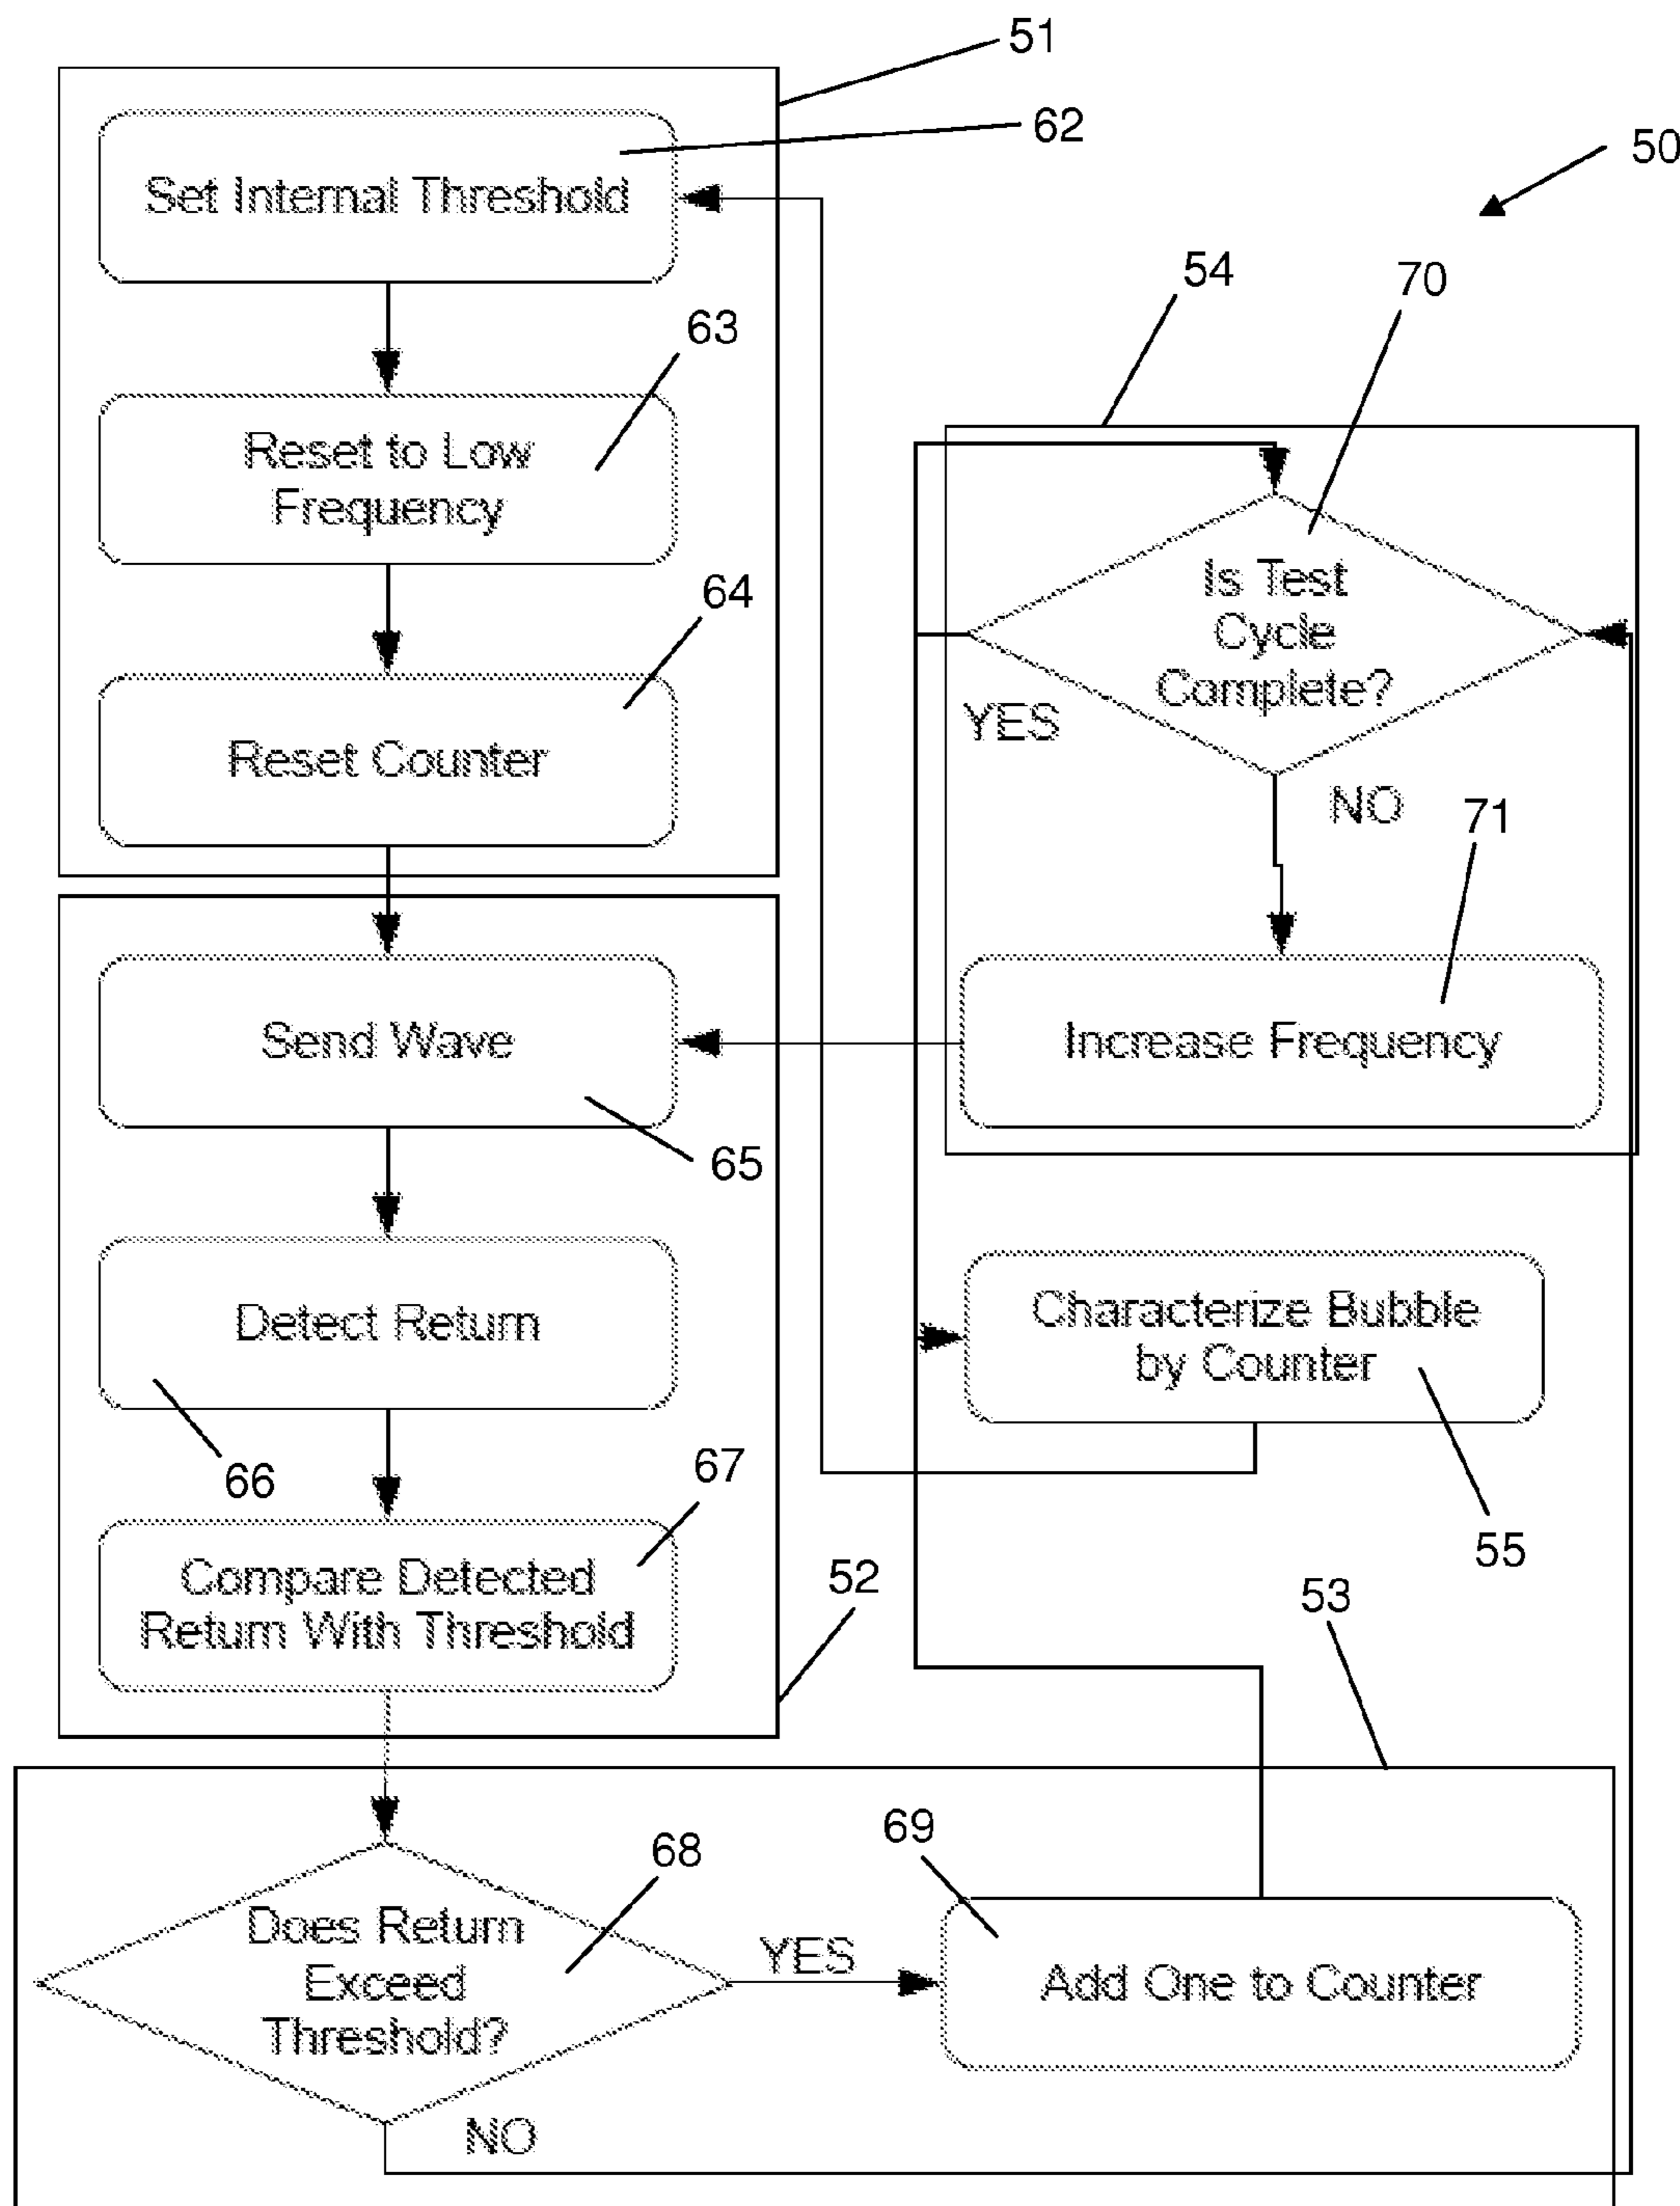 51
62
Set Internal Threshold
50
54
70
63
Reset to Low
Frequency
64
Is Test
Cycle
Complete?
YES
NO
Reset Counter
71
Send Wave
Increase Frequency
65
Detect Return
Characterize Bubble
by Counter
66
67
55
Compare Detected
Return With Threshold
52
53
68
69
Does Return
Exceed
Threshold?
YES
Add One to Counter
NO